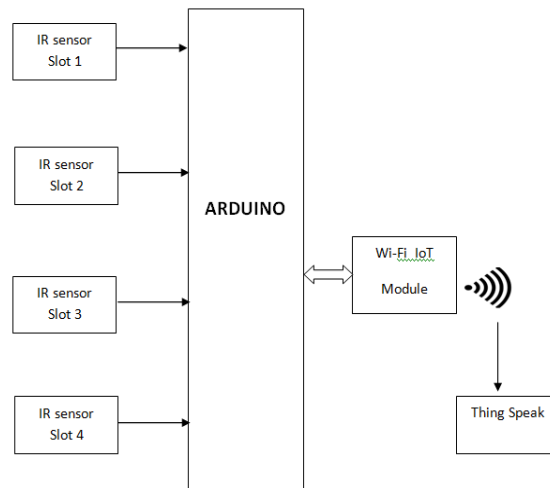 IR sensor
Slot 1
IR sensor
Slot 2
ARDUINO
Wi-Fi IoT
Module
IR sensor
Slot 3
IR sensor
Slot 4
Thing Speak